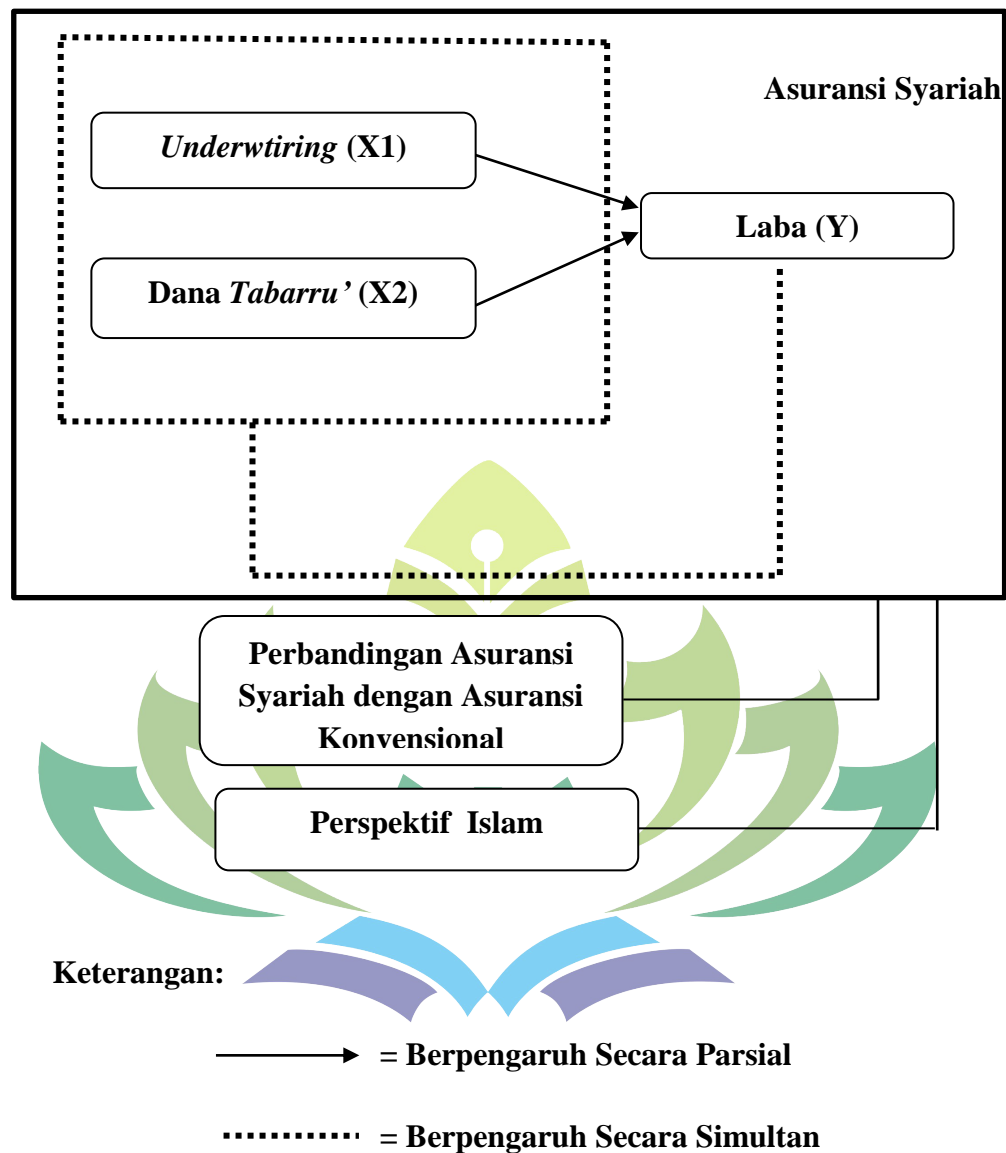 Asuransi Syariah
Underwtiring (X1)
Laba (Y)
Dana Tabarru’ (X2)
Perbandingan Asuransi
Syariah dengan Asuransi
Konvensional
Perspektif Islam
Keterangan:
= Berpengaruh Secara Parsial
= Berpengaruh Secara Simultan